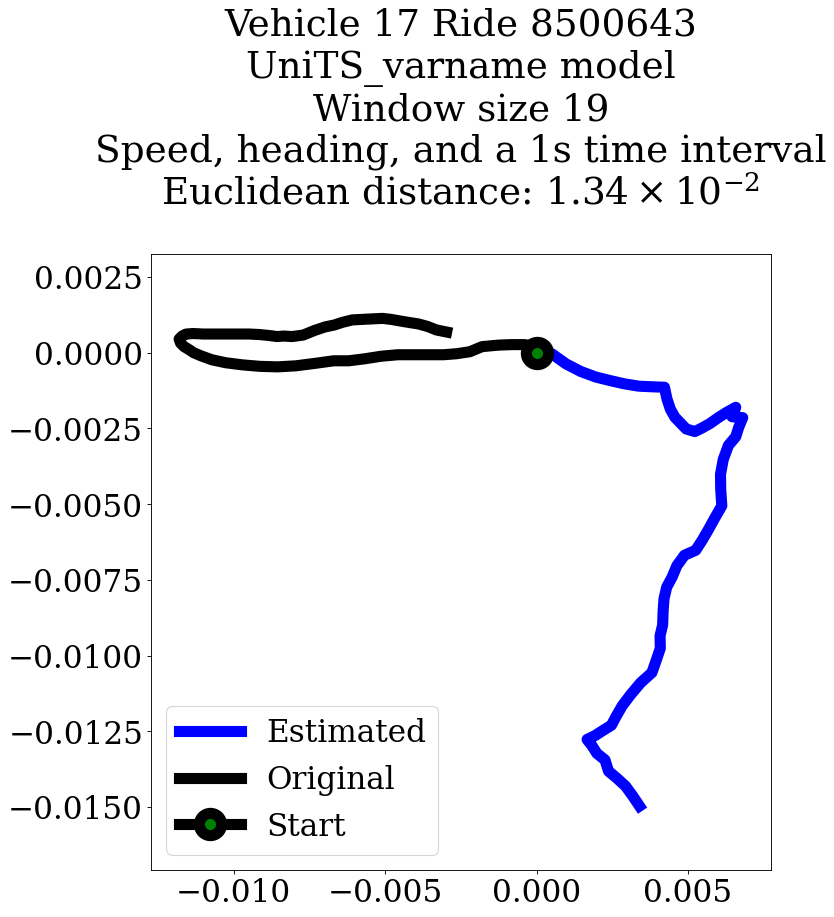 Vehicle 17 Ride 8500643
UniTS_varname model
Window size 19
Speed, heading, and a 1s time interval
Euclidean distance: 1.34 × 10⁻²
0.0025
0.0000
−0.0025
−0.0050
−0.0075
−0.0100
−0.0125
−0.0150
Estimated
Original
Start
−0.010 −0.005 0.000 0.005